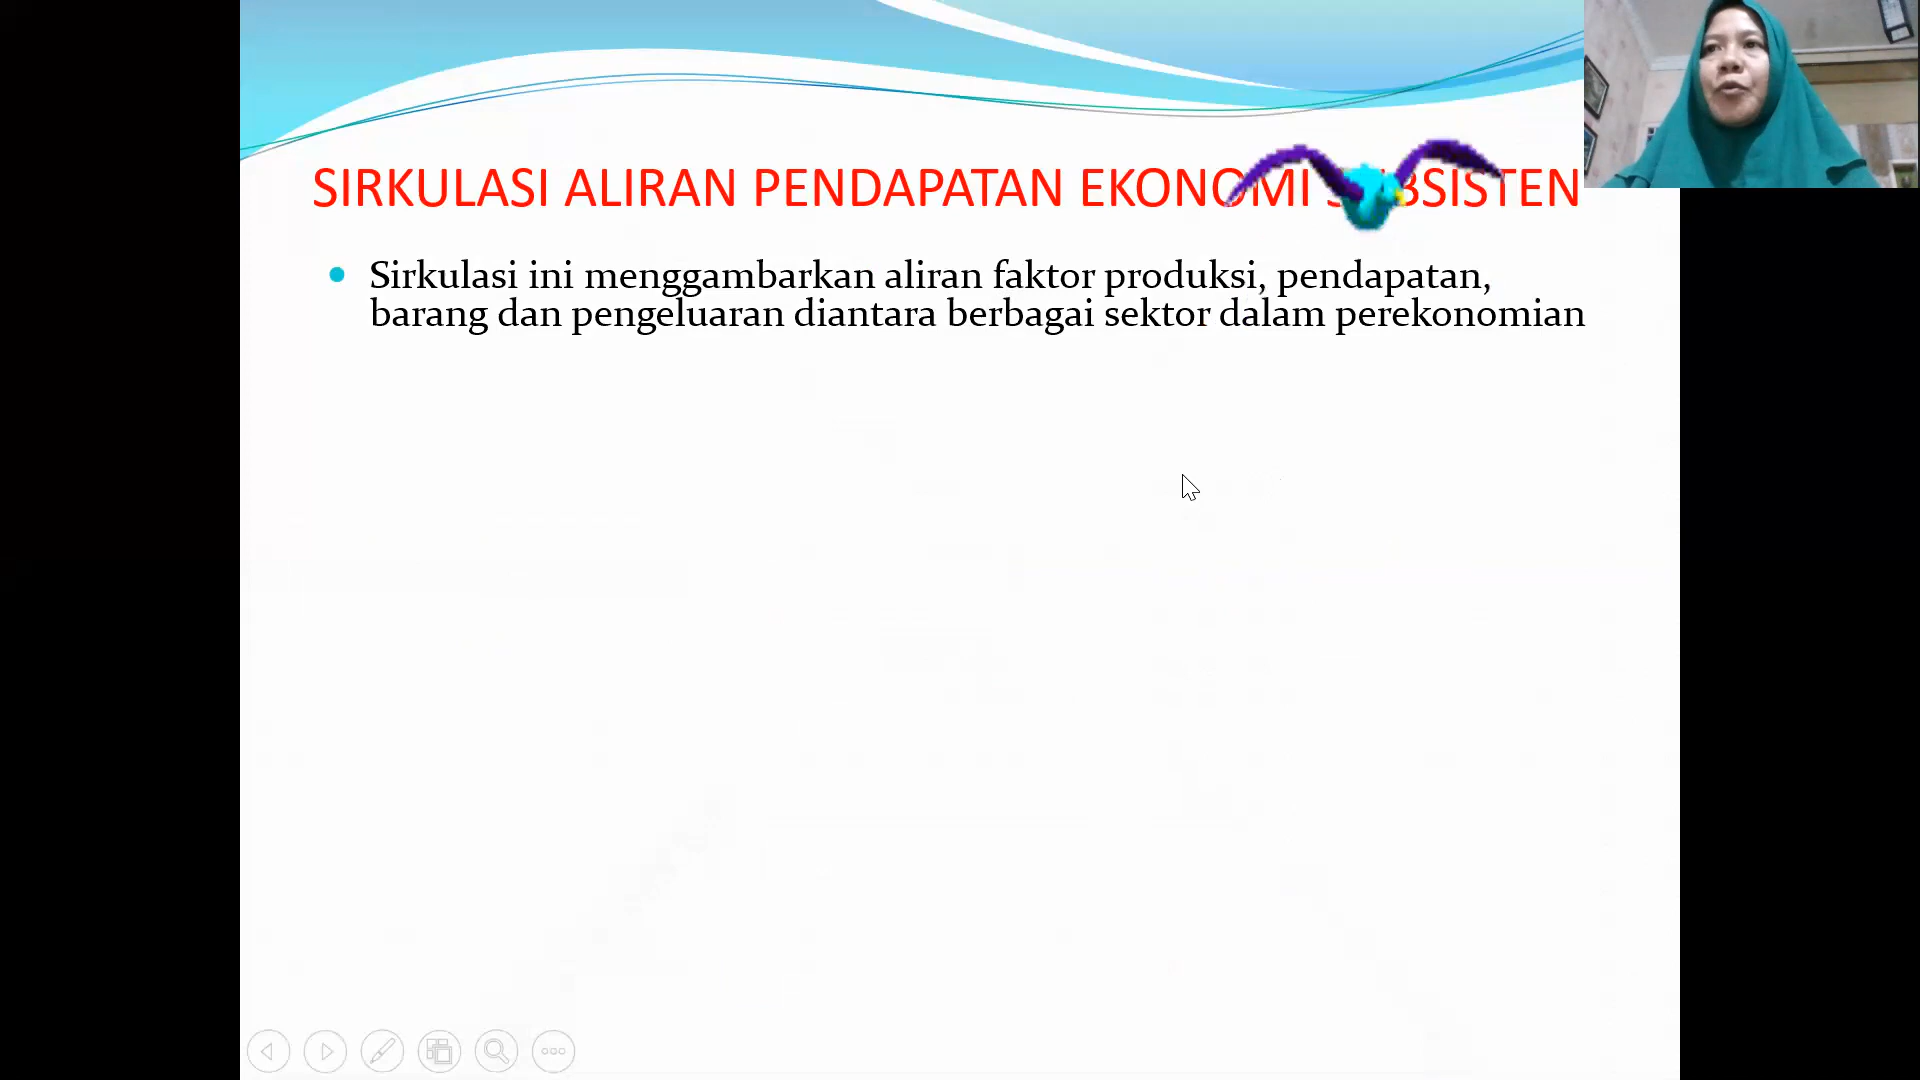 SIRKULASI ALIRAN PENDAPATAN EKONOMI SUBSISTEN
Sirkulasi ini menggambarkan aliran faktor produksi, pendapatan,
barang dan pengeluaran diantara berbagai sektor dalam perekonomian